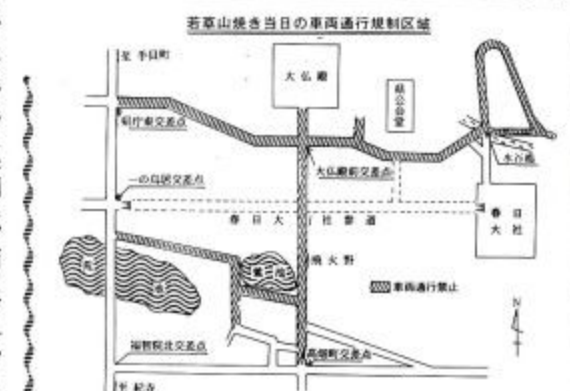 若草山焼き当日の車両通行規制区域
至 手貝町
大仏殿
県公会堂
県庁東交差点
大仏殿前交差点
水谷橋
一の鳥居交差点
春日大社参道
春日
大社
荒
池
鷺池
飛火野
車両通行禁止
N
福智院北交差点
高畑町交差点
至 紀寺